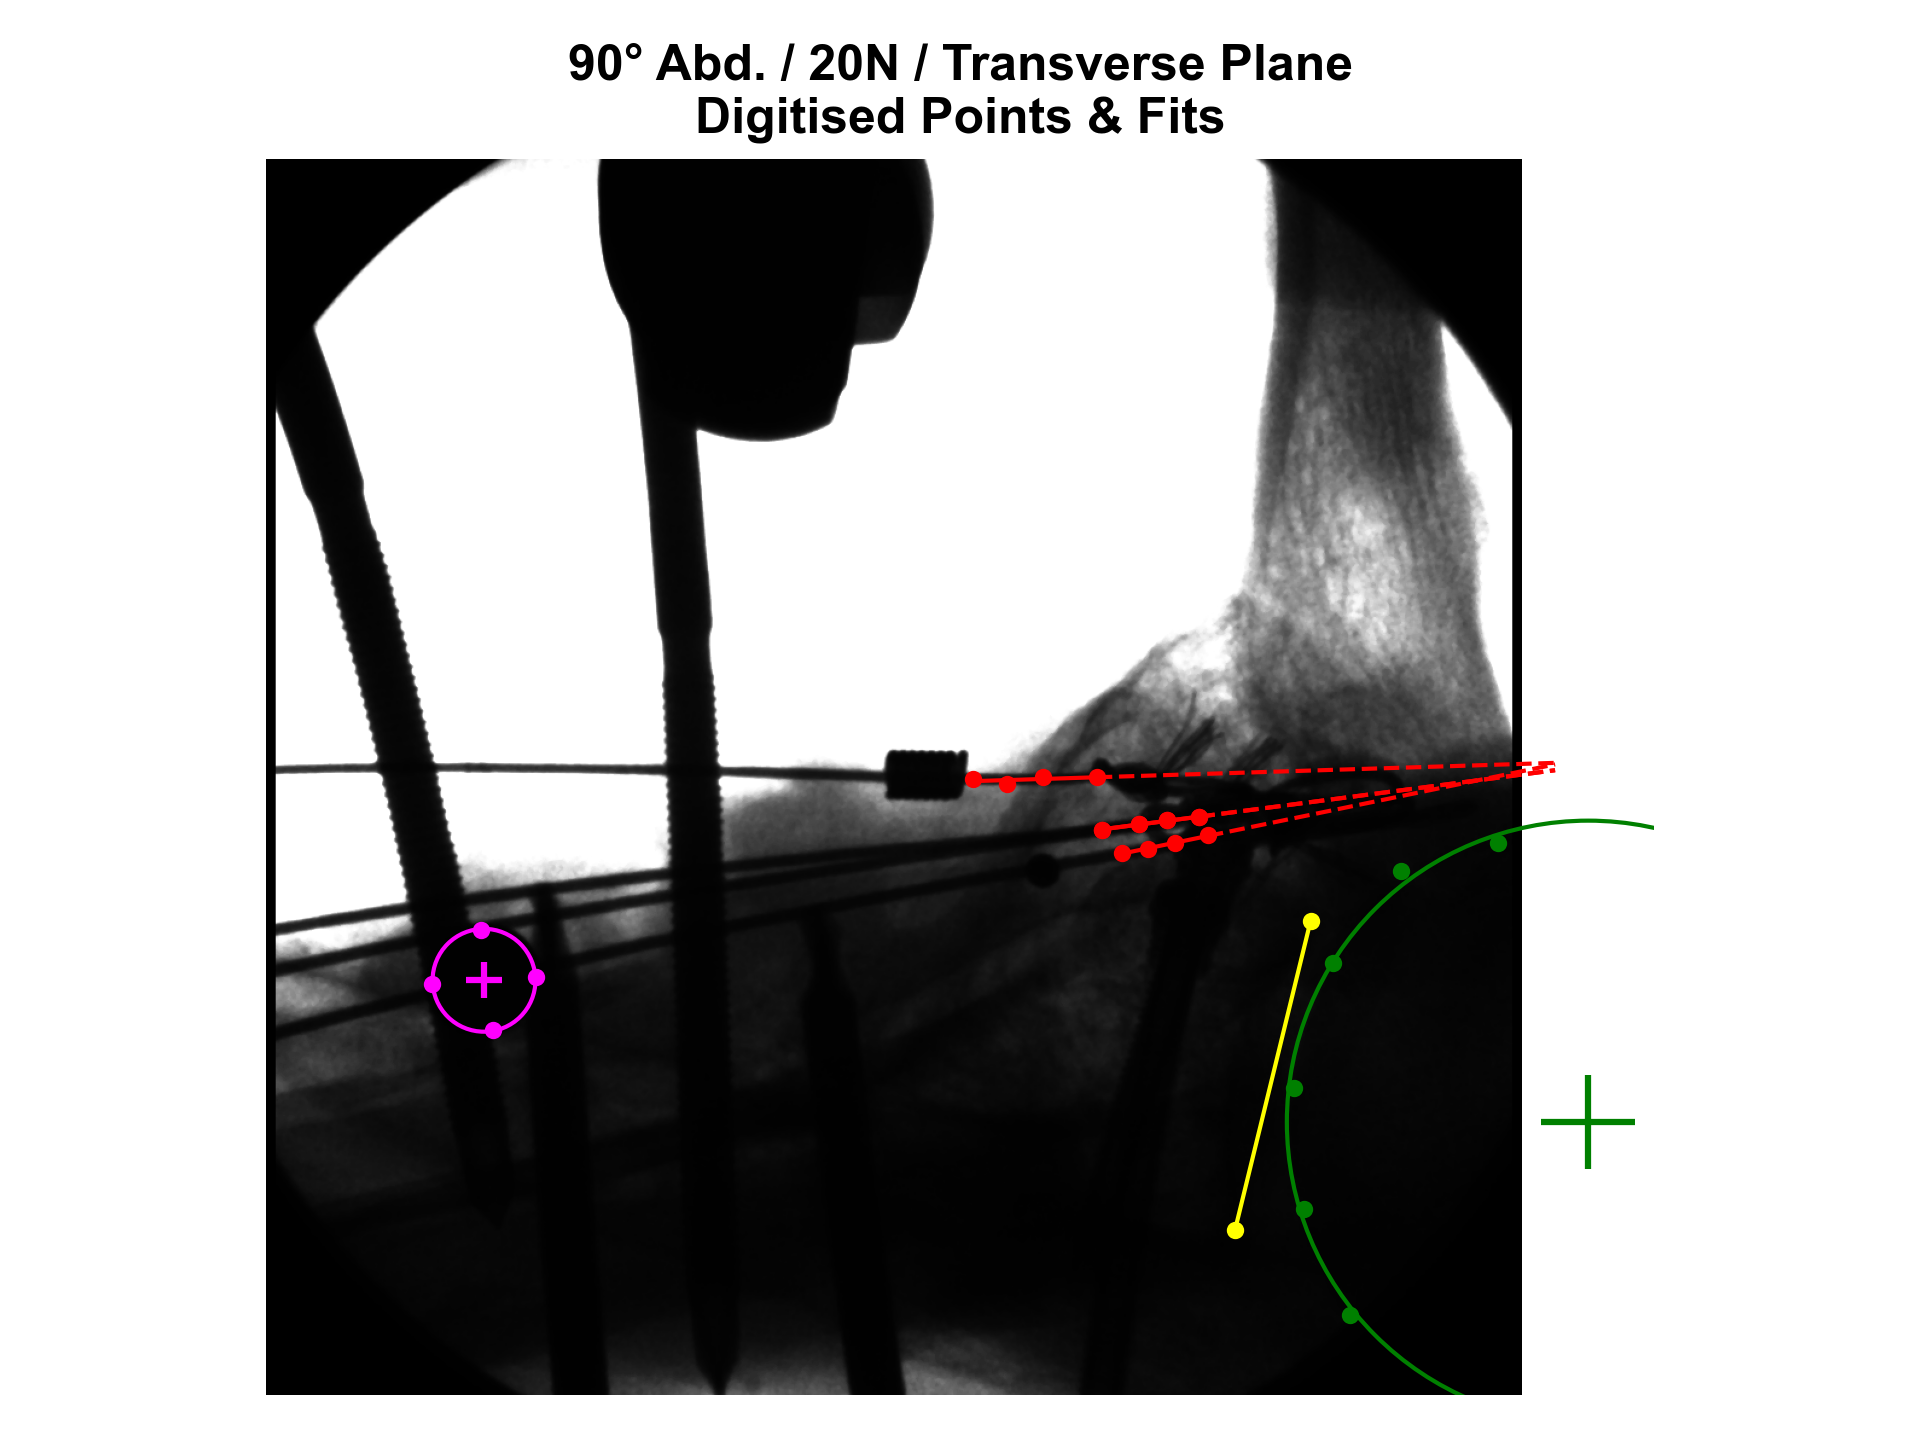 90° Abd. / 20N / Transverse Plane
Digitised Points & Fits